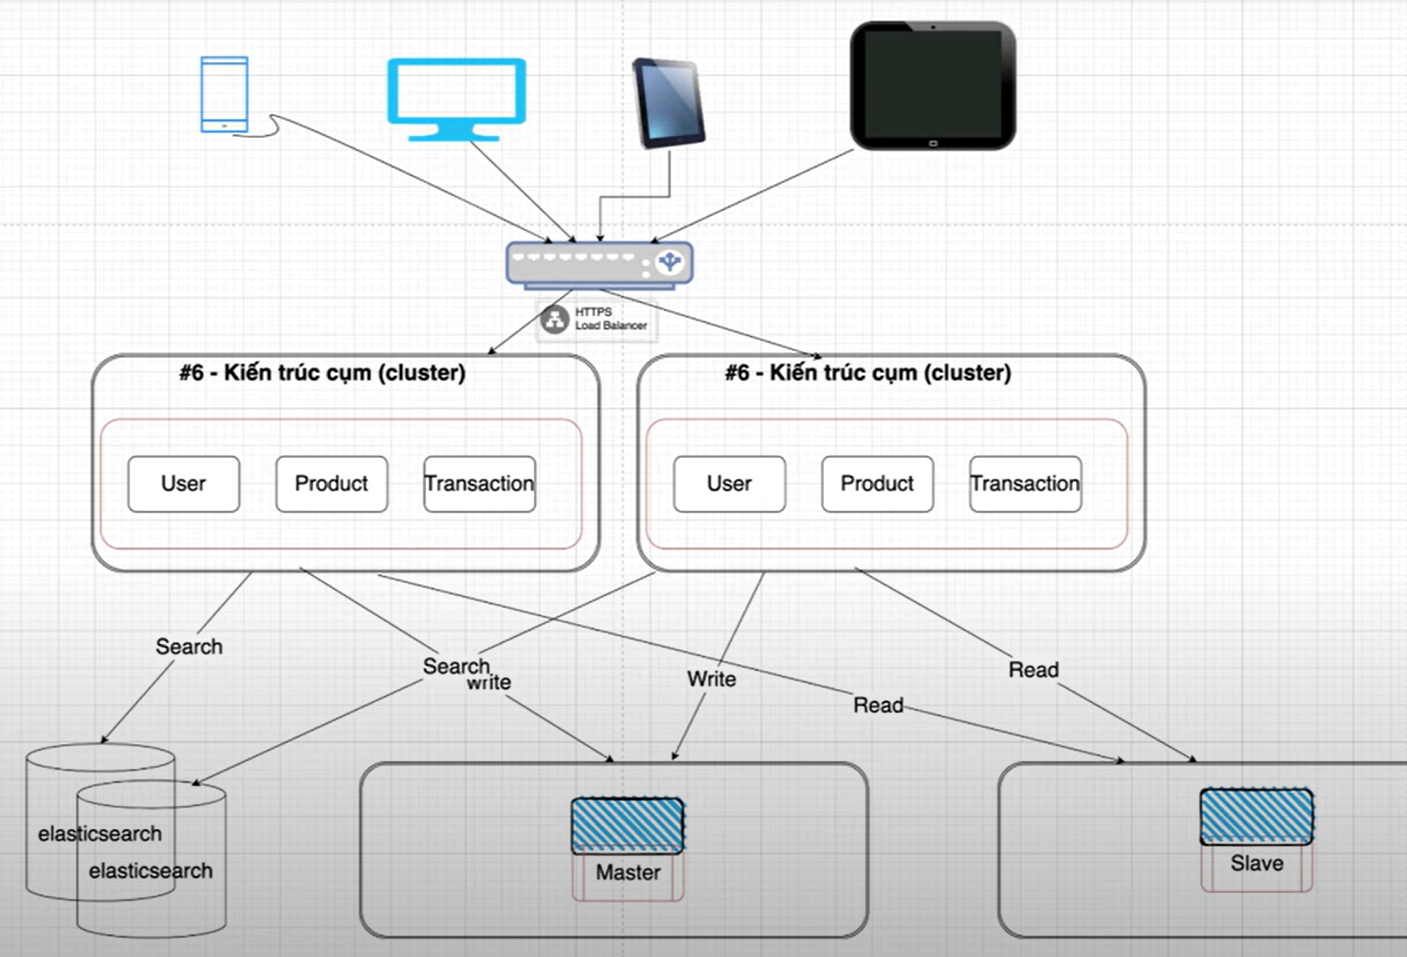 HTTPS
Load Balancer
#6 - Kiến trúc cụm (cluster)
#6 - Kiến trúc cụm (cluster)
User
Product
Transaction
User
Product
Transaction
Search
Search
write
Write
Read
Read
elasticsearch
elasticsearch
Master
Slave